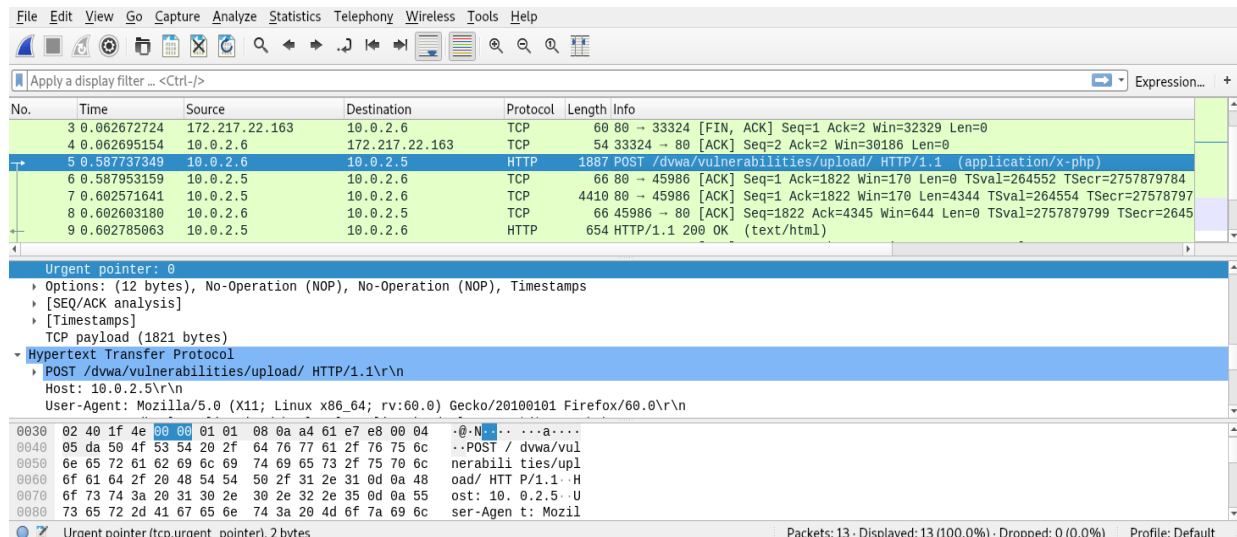 File Edit View Go Capture Analyze Statistics Telephony Wireless Tools Help
Apply a display filter ... <Ctrl-/> Expression... +
No. Time Source Destination Protocol Length Info
3 0.062672724 172.217.22.163 10.0.2.6 TCP 60 80 → 33324 [FIN, ACK] Seq=1 Ack=2 Win=32329 Len=0
4 0.062695154 10.0.2.6 172.217.22.163 TCP 54 33324 → 80 [ACK] Seq=2 Ack=2 Win=30186 Len=0
5 0.587737349 10.0.2.6 10.0.2.5 HTTP 1887 POST /dvwa/vulnerabilities/upload/ HTTP/1.1 (application/x-php)
6 0.587953159 10.0.2.5 10.0.2.6 TCP 66 80 → 45986 [ACK] Seq=1 Ack=1822 Win=170 Len=0 TSval=264552 TSecr=2757879784
7 0.602571641 10.0.2.5 10.0.2.6 TCP 4410 80 → 45986 [ACK] Seq=1 Ack=1822 Win=170 Len=4344 TSval=264554 TSecr=27578797
8 0.602603180 10.0.2.6 10.0.2.5 TCP 66 45986 → 80 [ACK] Seq=1822 Ack=4345 Win=644 Len=0 TSval=2757879799 TSecr=2645
9 0.602785063 10.0.2.5 10.0.2.6 HTTP 654 HTTP/1.1 200 OK (text/html)
Urgent pointer: 0
Options: (12 bytes), No-Operation (NOP), No-Operation (NOP), Timestamps
[SEQ/ACK analysis]
[Timestamps]
TCP payload (1821 bytes)
Hypertext Transfer Protocol
POST /dvwa/vulnerabilities/upload/ HTTP/1.1\r\n
Host: 10.0.2.5\r\n
User-Agent: Mozilla/5.0 (X11; Linux x86_64; rv:60.0) Gecko/20100101 Firefox/60.0\r\n
0030 02 40 1f 4e 00 00 01 01 08 0a a4 61 e7 e8 00 04 ·@·N·· ·· ···a····
0040 05 da 50 4f 53 54 20 2f 64 76 77 61 2f 76 75 6c ··POST / dvwa/vul
0050 6e 65 72 61 62 69 6c 69 74 69 65 73 2f 75 70 6c nerabili ties/upl
0060 6f 61 64 2f 20 48 54 54 50 2f 31 2e 31 0d 0a 48 oad/ HTT P/1.1··H
0070 6f 73 74 3a 20 31 30 2e 30 2e 32 2e 35 0d 0a 55 ost: 10. 0.2.5··U
0080 73 65 72 2d 41 67 65 6e 74 3a 20 4d 6f 7a 69 6c ser-Agen t: Mozil
Urgent pointer (tcp.urgent_pointer), 2 bytes Packets: 13 · Displayed: 13 (100.0%) · Dropped: 0 (0.0%) Profile: Default